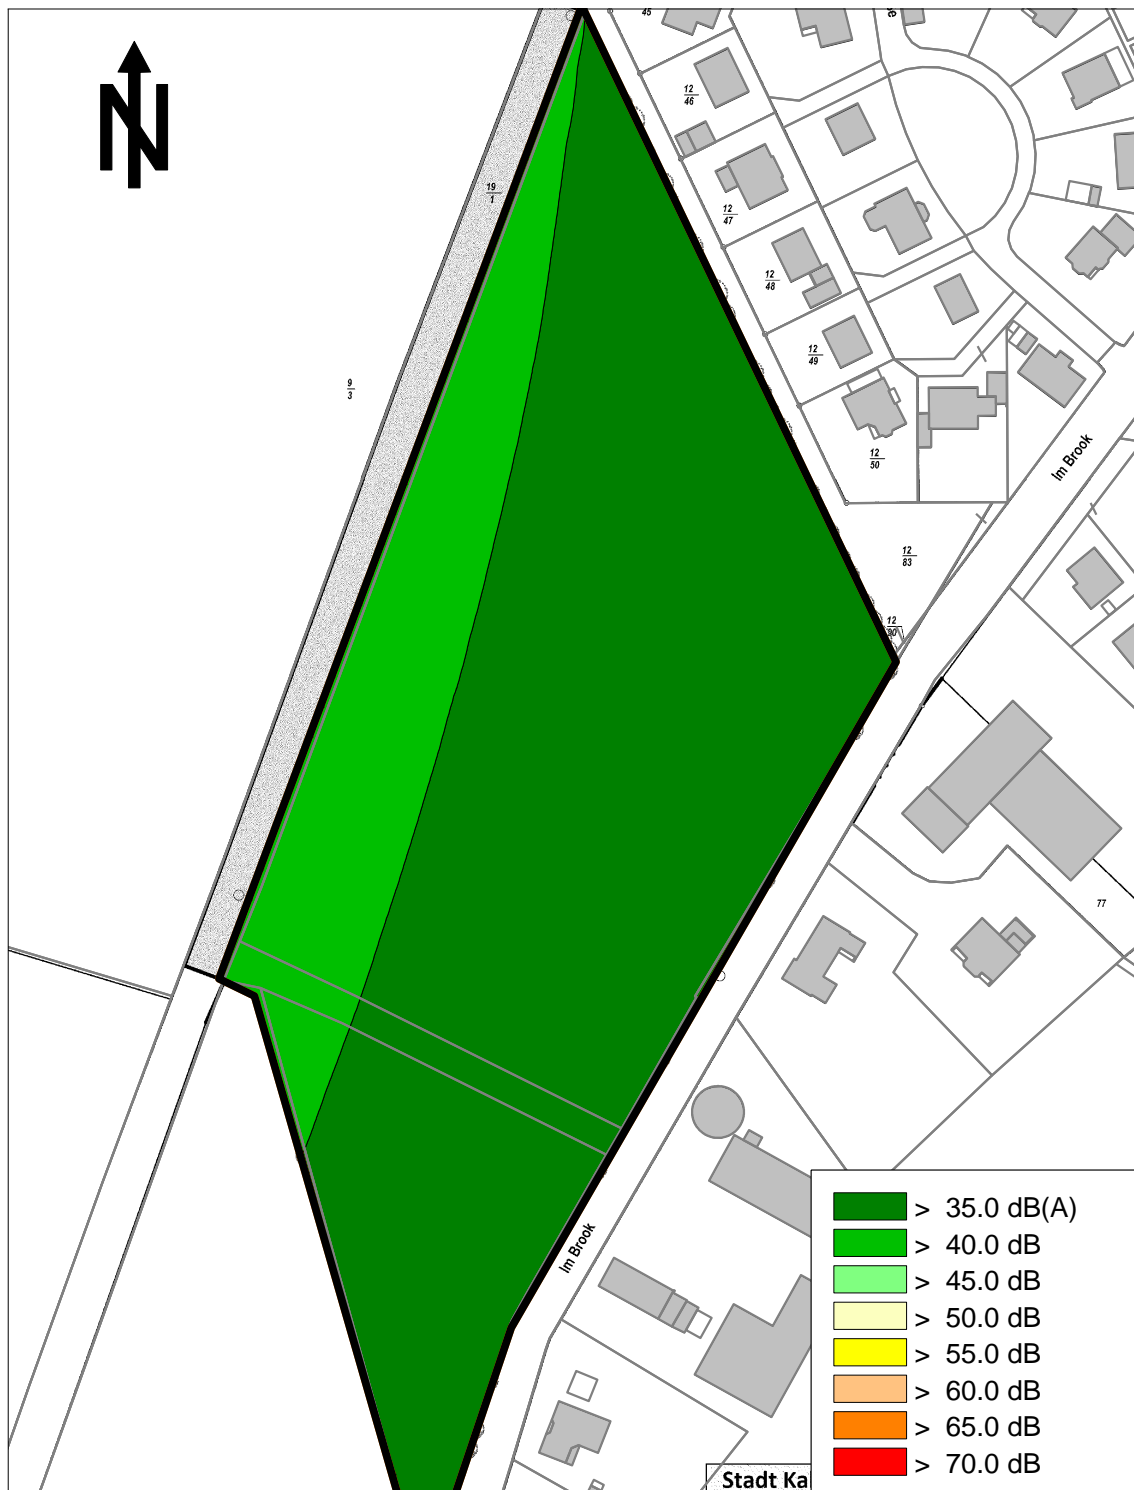 N
45
12
46
19
1
12
47
12
48
12
49
9
3
12
50
Im Brook
12
83
12
90
77
Im Brook
> 35.0 dB(A)
> 40.0 dB
> 45.0 dB
> 50.0 dB
> 55.0 dB
> 60.0 dB
> 65.0 dB
> 70.0 dB
Stadt Ka